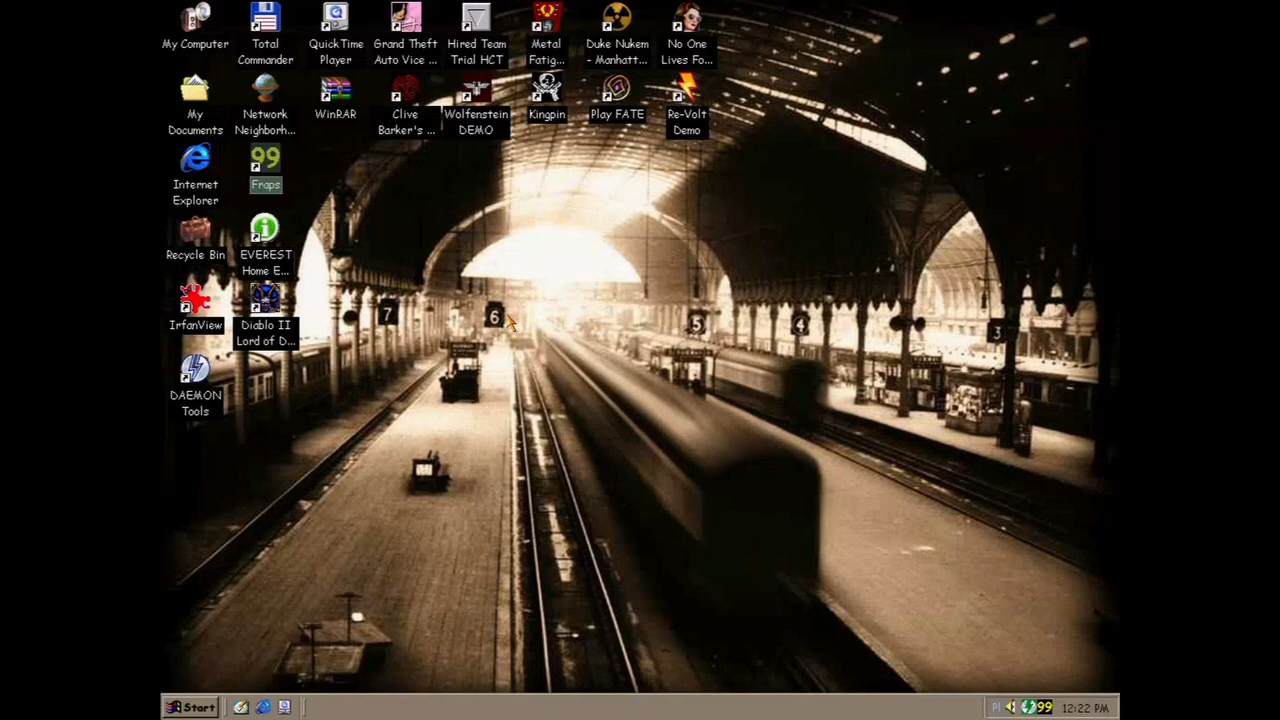 My Computer
Total
Commander
QuickTime
Player
Grand Theft
Auto Vice ...
Hired Team
Trial HCT
Metal
Fatig...
Duke Nukem
- Manhatt...
No One
Lives Fo...
My
Documents
Network
Neighborh...
WinRAR
Clive
Barker's ...
Wolfenstein
DEMO
Kingpin
Play FATE
Re-Volt
Demo
Internet
Explorer
99
Fraps
Recycle Bin
EVEREST
Home E...
IrfanView
Diablo II
Lord of D...
DAEMON
Tools
7
6
5
4
3
Start
Pl
99
12:22 PM